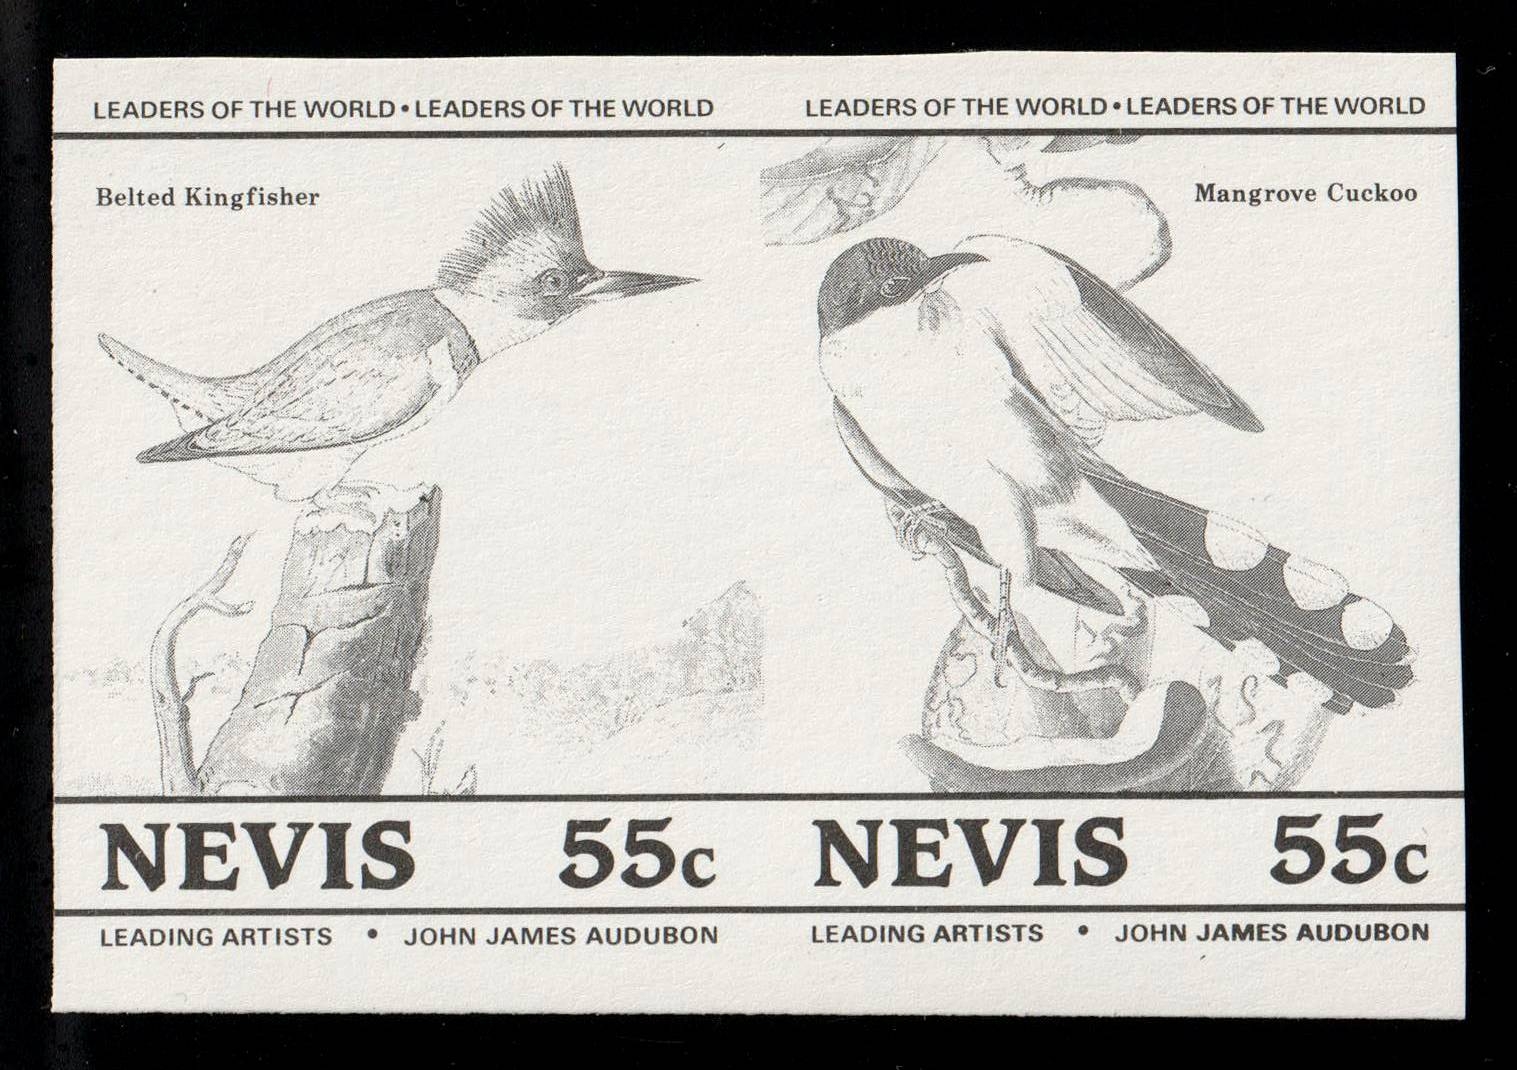 LEADERS OF THE WORLD • LEADERS OF THE WORLD
LEADERS OF THE WORLD • LEADERS OF THE WORLD
Belted Kingfisher
Mangrove Cuckoo
NEVIS 55c
NEVIS 55c
LEADING ARTISTS • JOHN JAMES AUDUBON
LEADING ARTISTS • JOHN JAMES AUDUBON